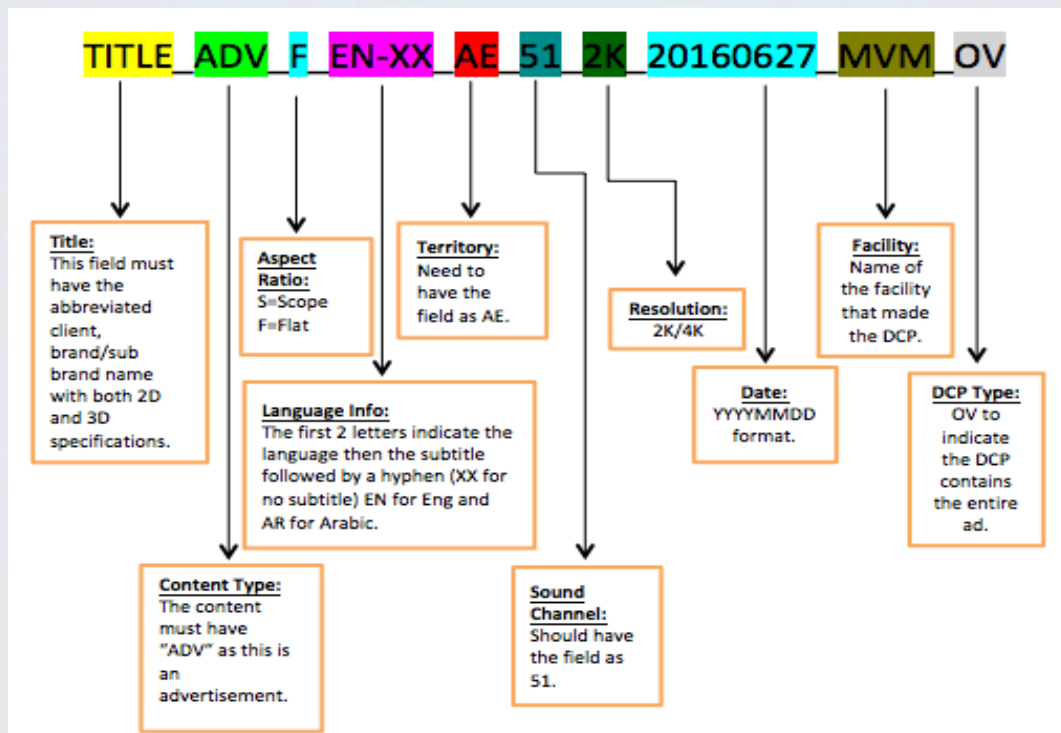 TITLE_ADV_F_EN-XX_AE_51_2K_20160627_MVM_OV
Title:
This field must
have the
abbreviated
client,
brand/sub
brand name
with both 2D
and 3D
specifications.
Aspect
Ratio:
S=Scope
F=Flat
Territory:
Need to
have the
field as AE.
Resolution:
2K/4K
Facility:
Name of
the facility
that made
the DCP.
Language Info:
The first 2 letters indicate the
language then the subtitle
followed by a hyphen (XX for
no subtitle) EN for Eng and
AR for Arabic.
Date:
YYYYMMDD
format.
DCP Type:
OV to
indicate
the DCP
contains
the entire
ad.
Content Type:
The content
must have
"ADV" as this is
an
advertisement.
Sound
Channel:
Should have
the field as
51.